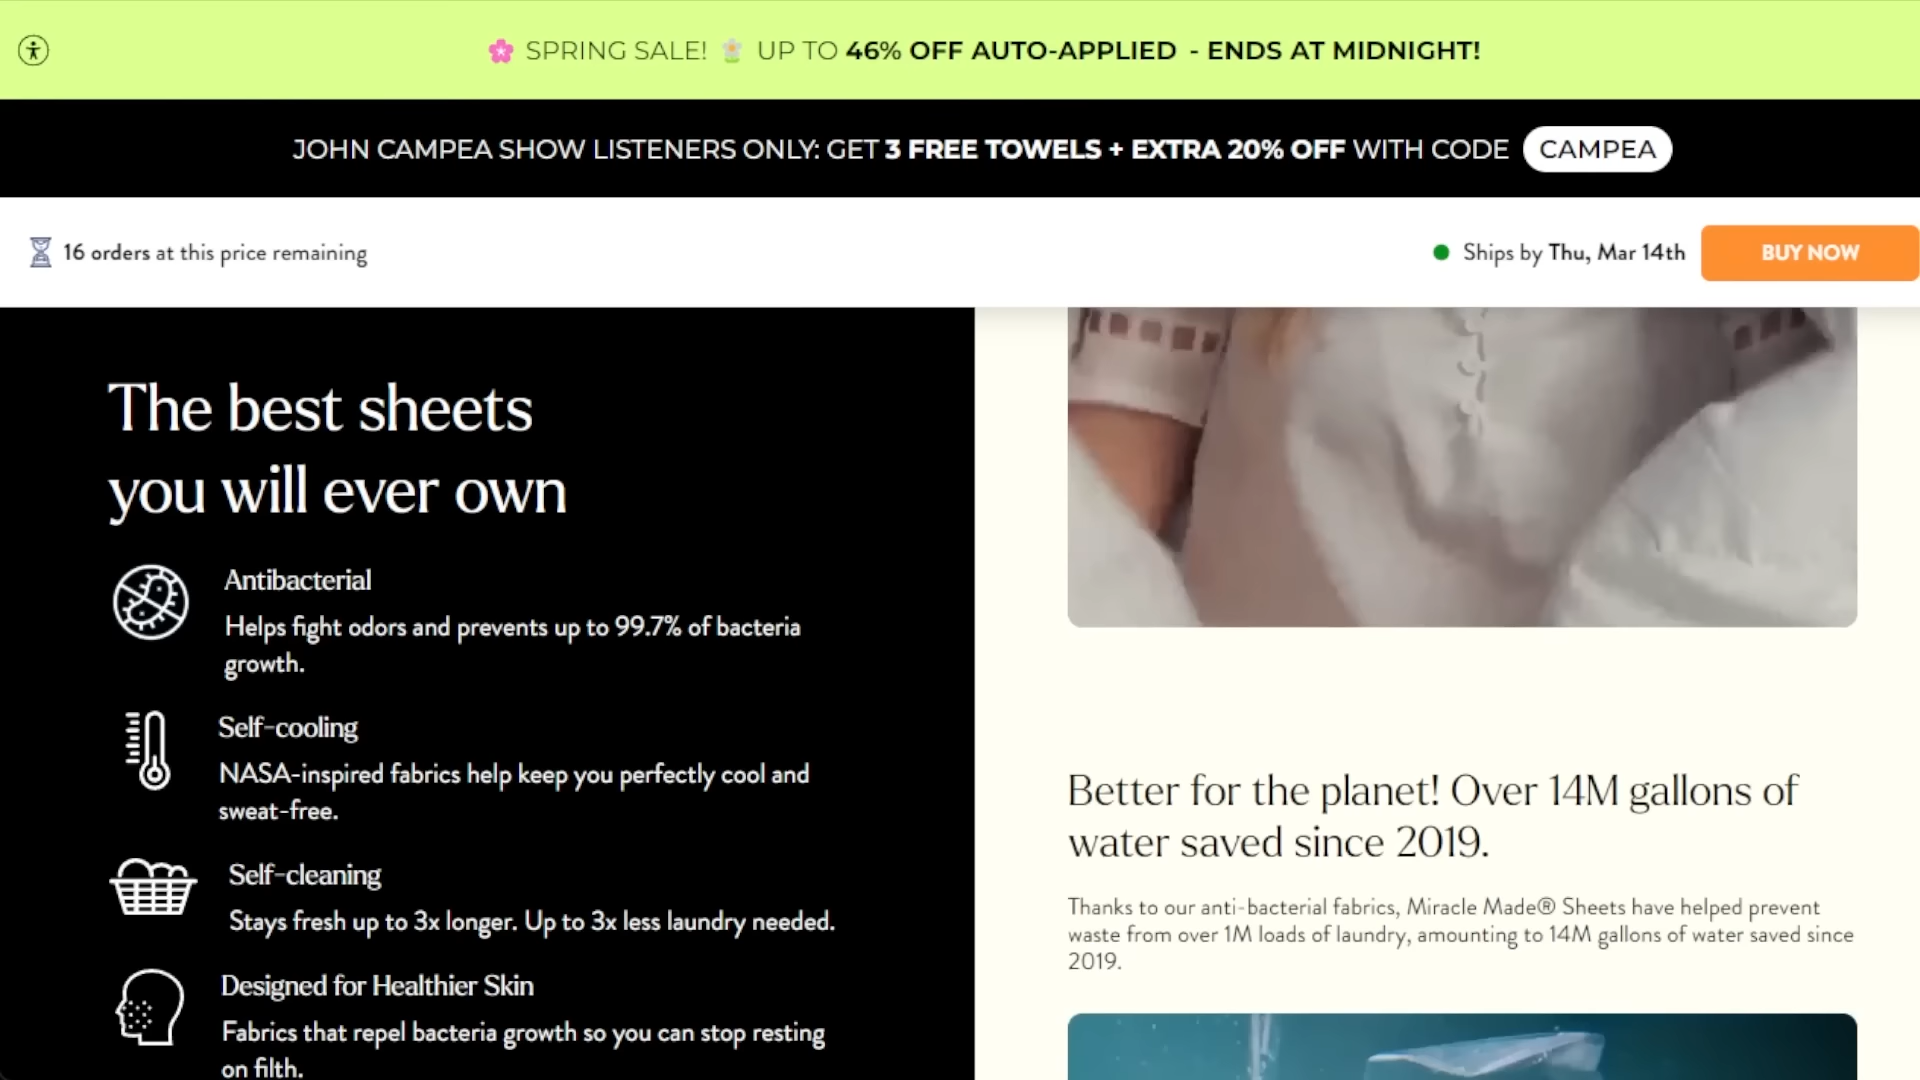 SPRING SALE! UP TO 46% OFF AUTO-APPLIED - ENDS AT MIDNIGHT!
JOHN CAMPEA SHOW LISTENERS ONLY: GET 3 FREE TOWELS + EXTRA 20% OFF WITH CODE CAMPEA
16 orders at this price remaining
Ships by Thu, Mar 14th
BUY NOW
The best sheets
you will ever own
Antibacterial
Helps fight odors and prevents up to 99.7% of bacteria
growth.
Self-cooling
NASA-inspired fabrics help keep you perfectly cool and
sweat-free.
Self-cleaning
Stays fresh up to 3x longer. Up to 3x less laundry needed.
Designed for Healthier Skin
Fabrics that repel bacteria growth so you can stop resting
on filth.
Better for the planet! Over 14M gallons of
water saved since 2019.
Thanks to our anti-bacterial fabrics, Miracle Made® Sheets have helped prevent
waste from over 1M loads of laundry, amounting to 14M gallons of water saved since
2019.